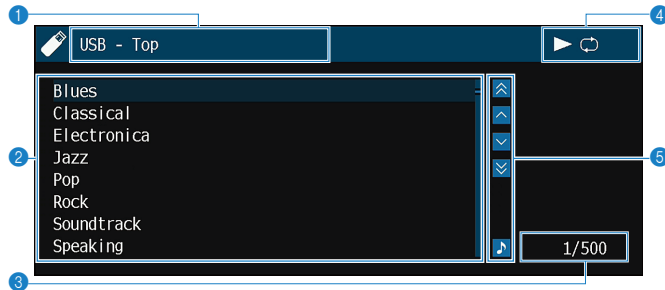 1
4
USB - Top
Blues
Classical
Electronica
2
Jazz
5
Pop
Rock
Soundtrack
Speaking
1/500
3